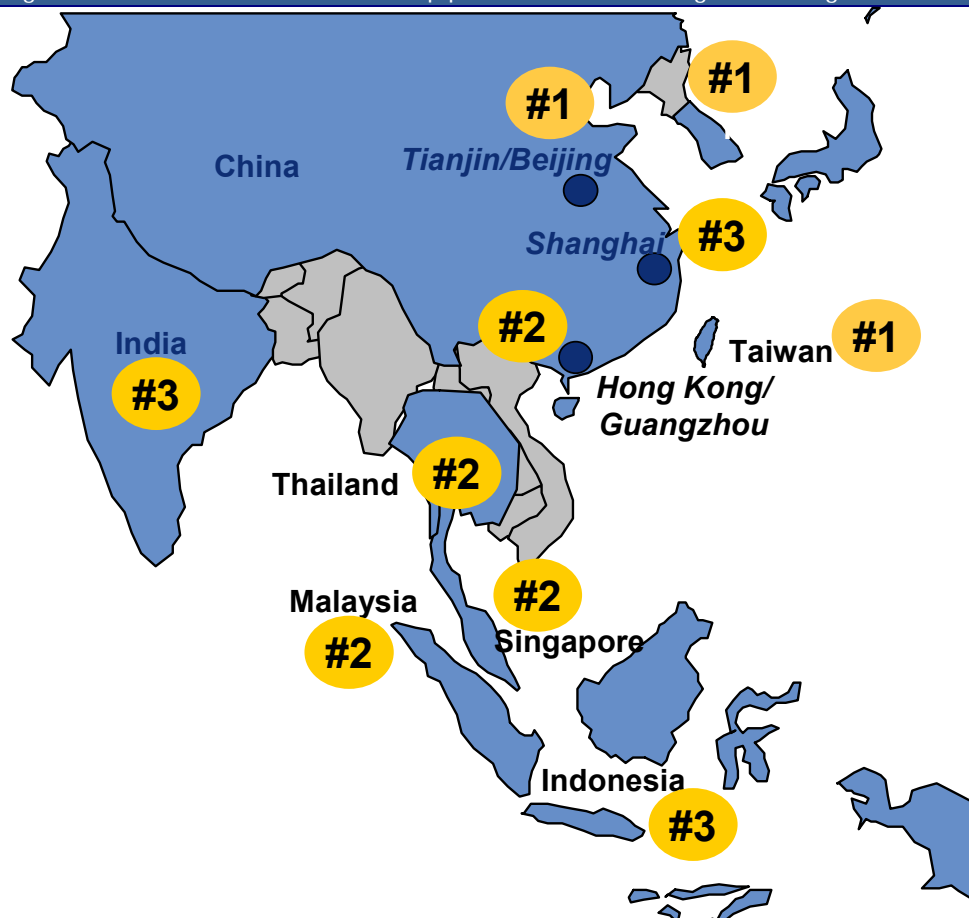 #1
#1
China
Tianjin/Beijing
#3
Shanghai
#2
#1
Taiwan
India
#3
Hong Kong/
Guangzhou
#2
Thailand
#2
Malaysia
#2
Singapore
Indonesia
#3